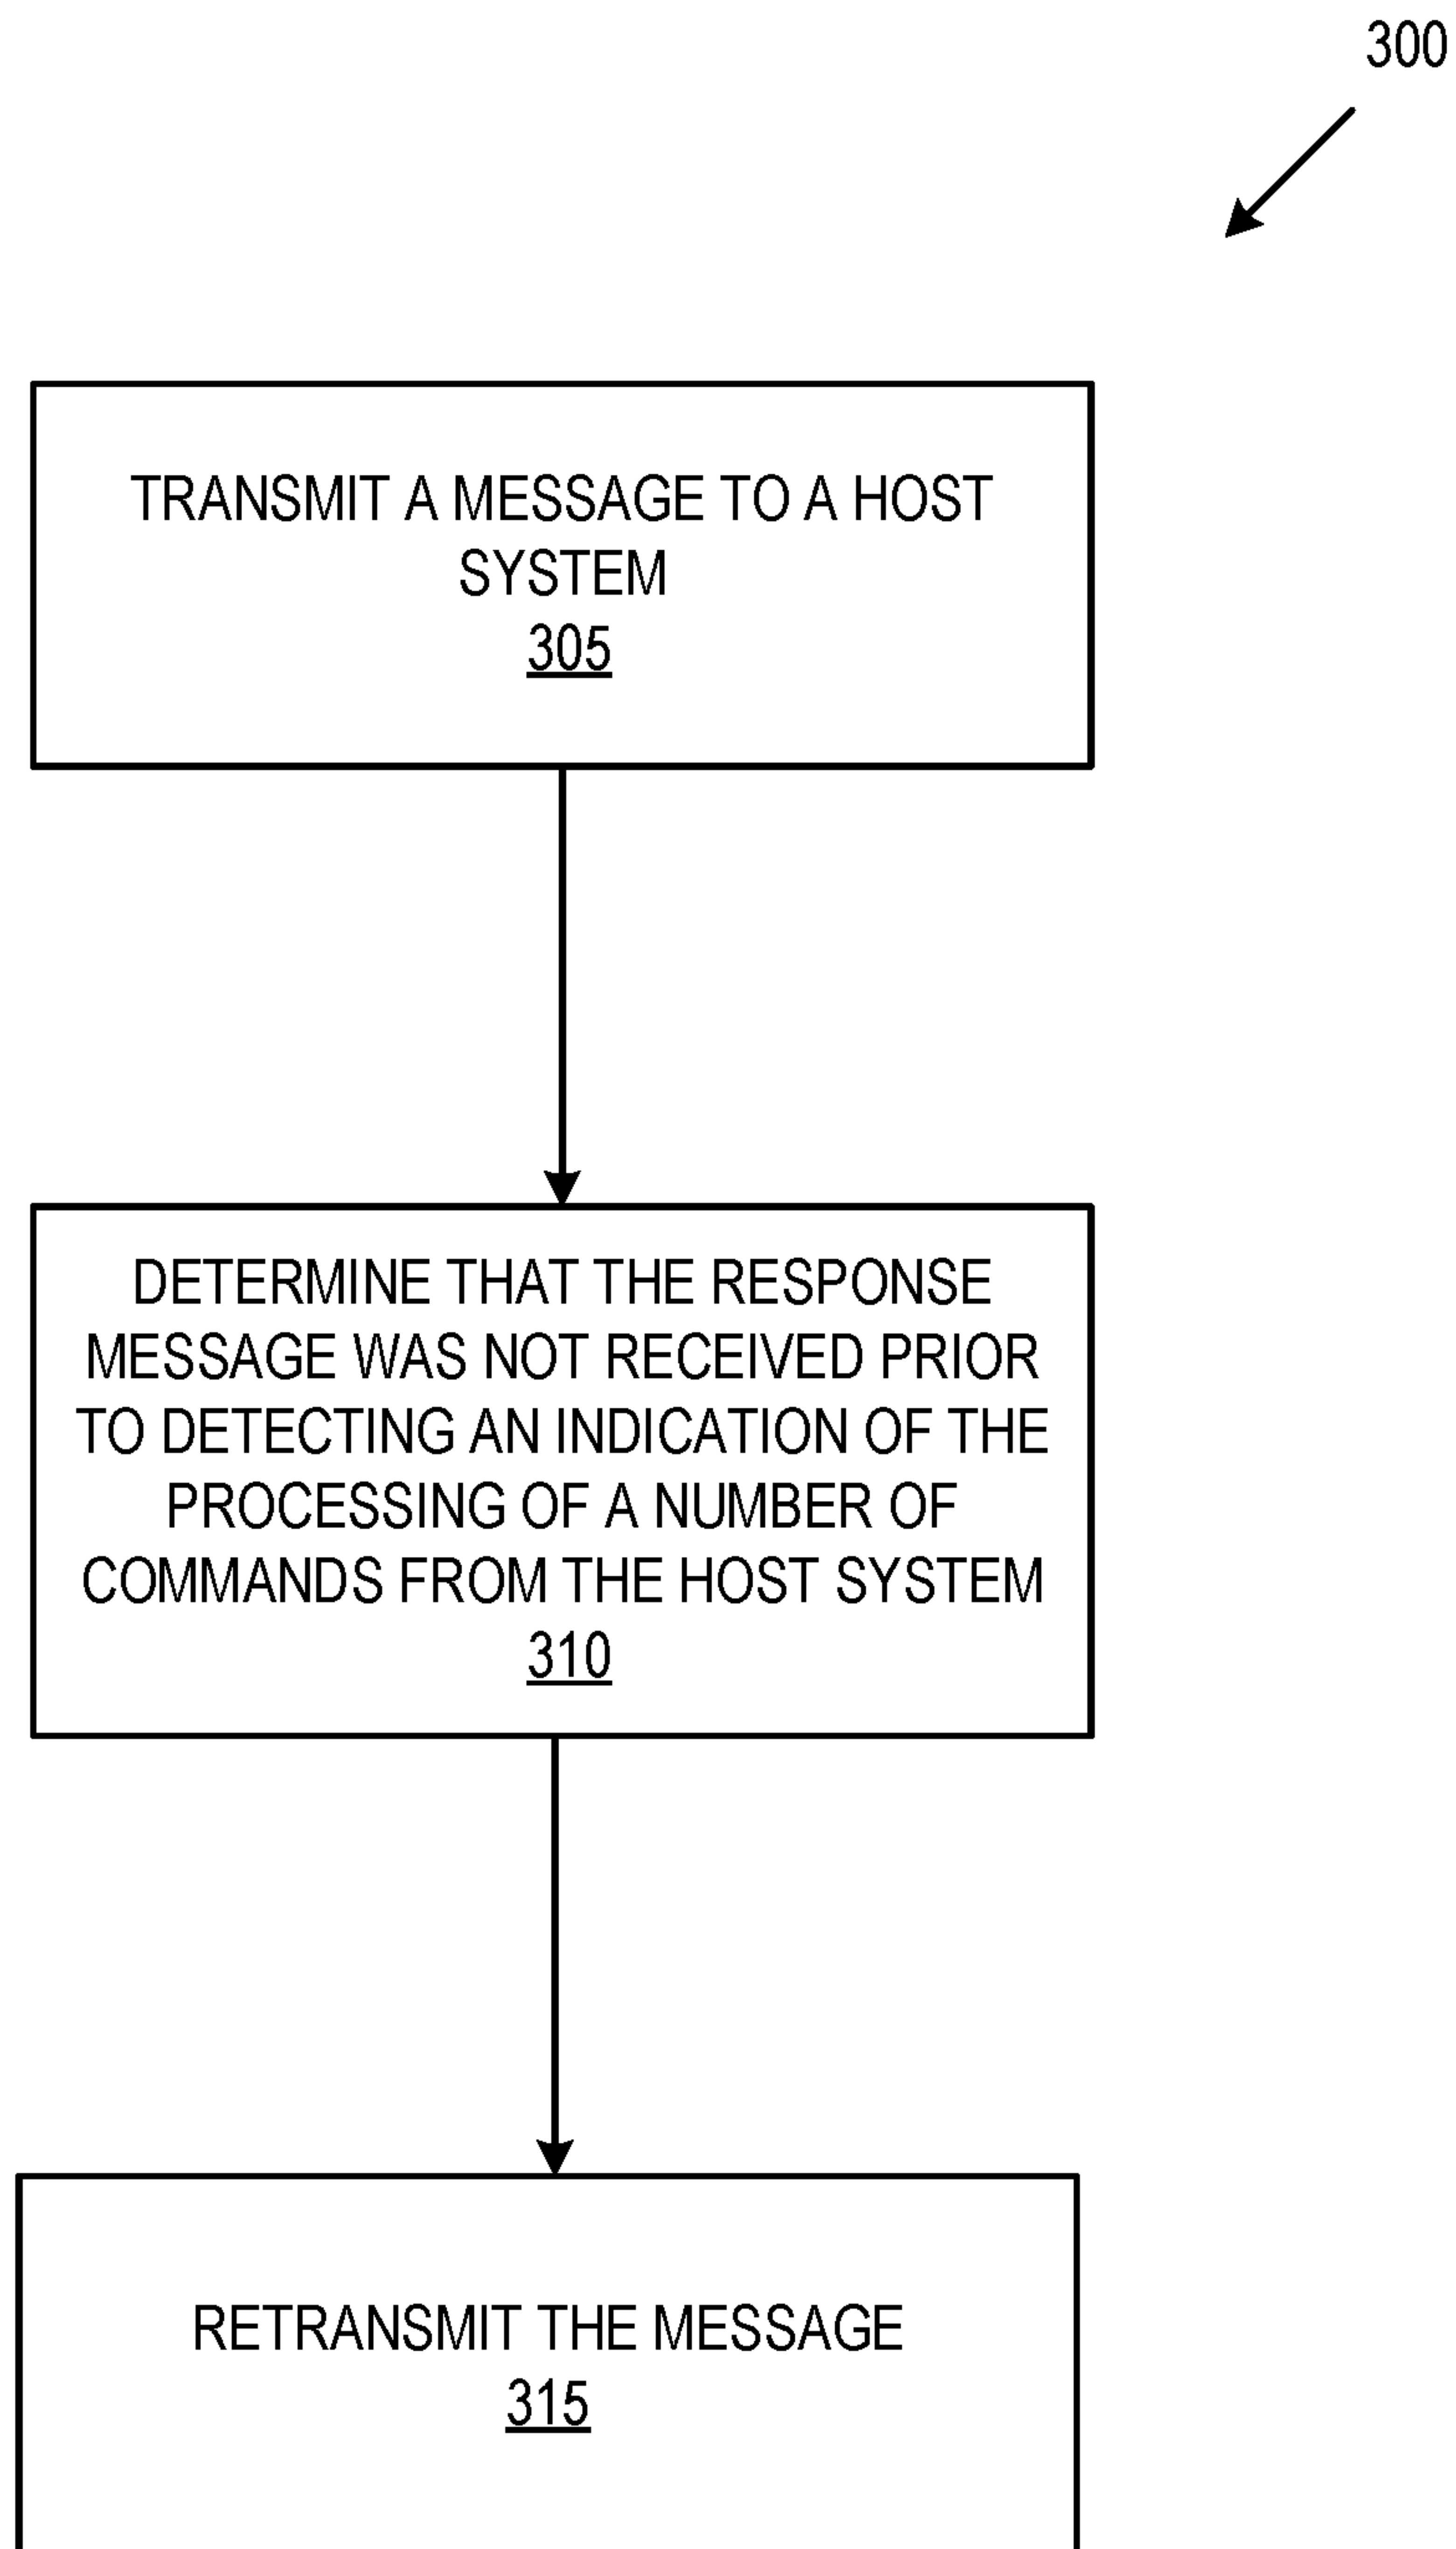 300
TRANSMIT A MESSAGE TO A HOST
SYSTEM
305
DETERMINE THAT THE RESPONSE
MESSAGE WAS NOT RECEIVED PRIOR
TO DETECTING AN INDICATION OF THE
PROCESSING OF A NUMBER OF
COMMANDS FROM THE HOST SYSTEM
310
RETRANSMIT THE MESSAGE
315